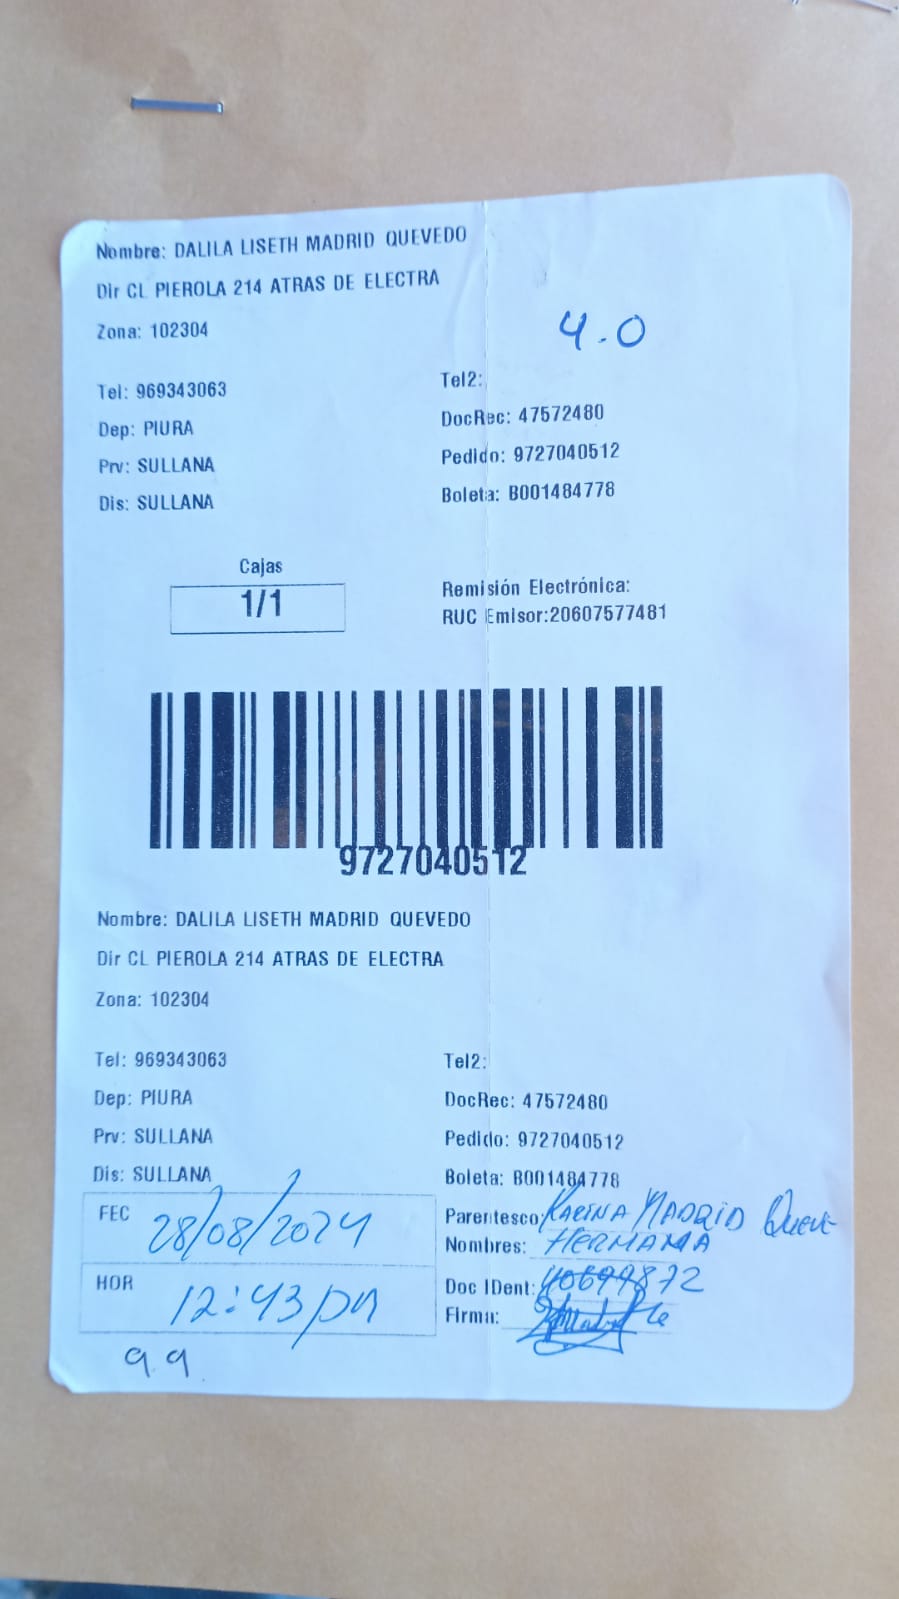 Nombre: DALILA LISETH MADRID QUEVEDO
Dir CL PIEROLA 214 ATRAS DE ELECTRA
Zona: 102304
4.0
Tel: 969343063
Tel2:
Dep: PIURA
DocRec: 47572480
Prv: SULLANA
Pedido: 9727040512
Dis: SULLANA
Boleta: B001484778
Cajas
1/1
Remisión Electrónica:
RUC Emisor:20607577481
9727040512
Nombre: DALILA LISETH MADRID QUEVEDO
Dir CL PIEROLA 214 ATRAS DE ELECTRA
Zona: 102304
Tel: 969343063
Tel2:
Dep: PIURA
DocRec: 47572480
Prv: SULLANA
Pedido: 9727040512
Dis: SULLANA
Boleta: B001484778
FEC 28/08/2024
Parentesco: KARINA MADRID
Nombres: HERMANA
HOR 12:43 pm
Doc IDent:
Firma:
9.9